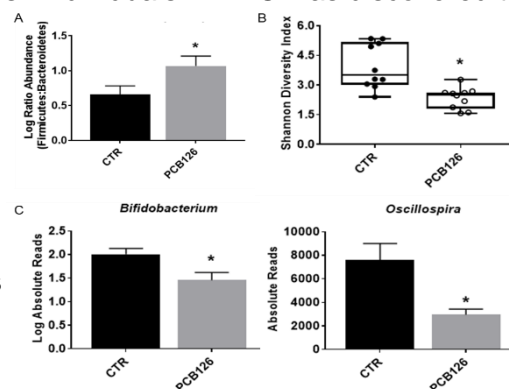 A
Log Ratio Abundance
(Firmicutes:Bacteroidetes)
1.5
1.0
0.5
0.0
*
CTR
PCB126
B
Shannon Diversity Index
6.0
4.5
3.0
1.5
0.0
*
CTR
PCB126
C
Bifidobacterium
Log Absolute Reads
2.5
2.0
1.5
1.0
0.5
0.0
*
CTR
PCB126
Oscillospira
Absolute Reads
10000
8000
6000
4000
2000
0
*
CTR
PCB126